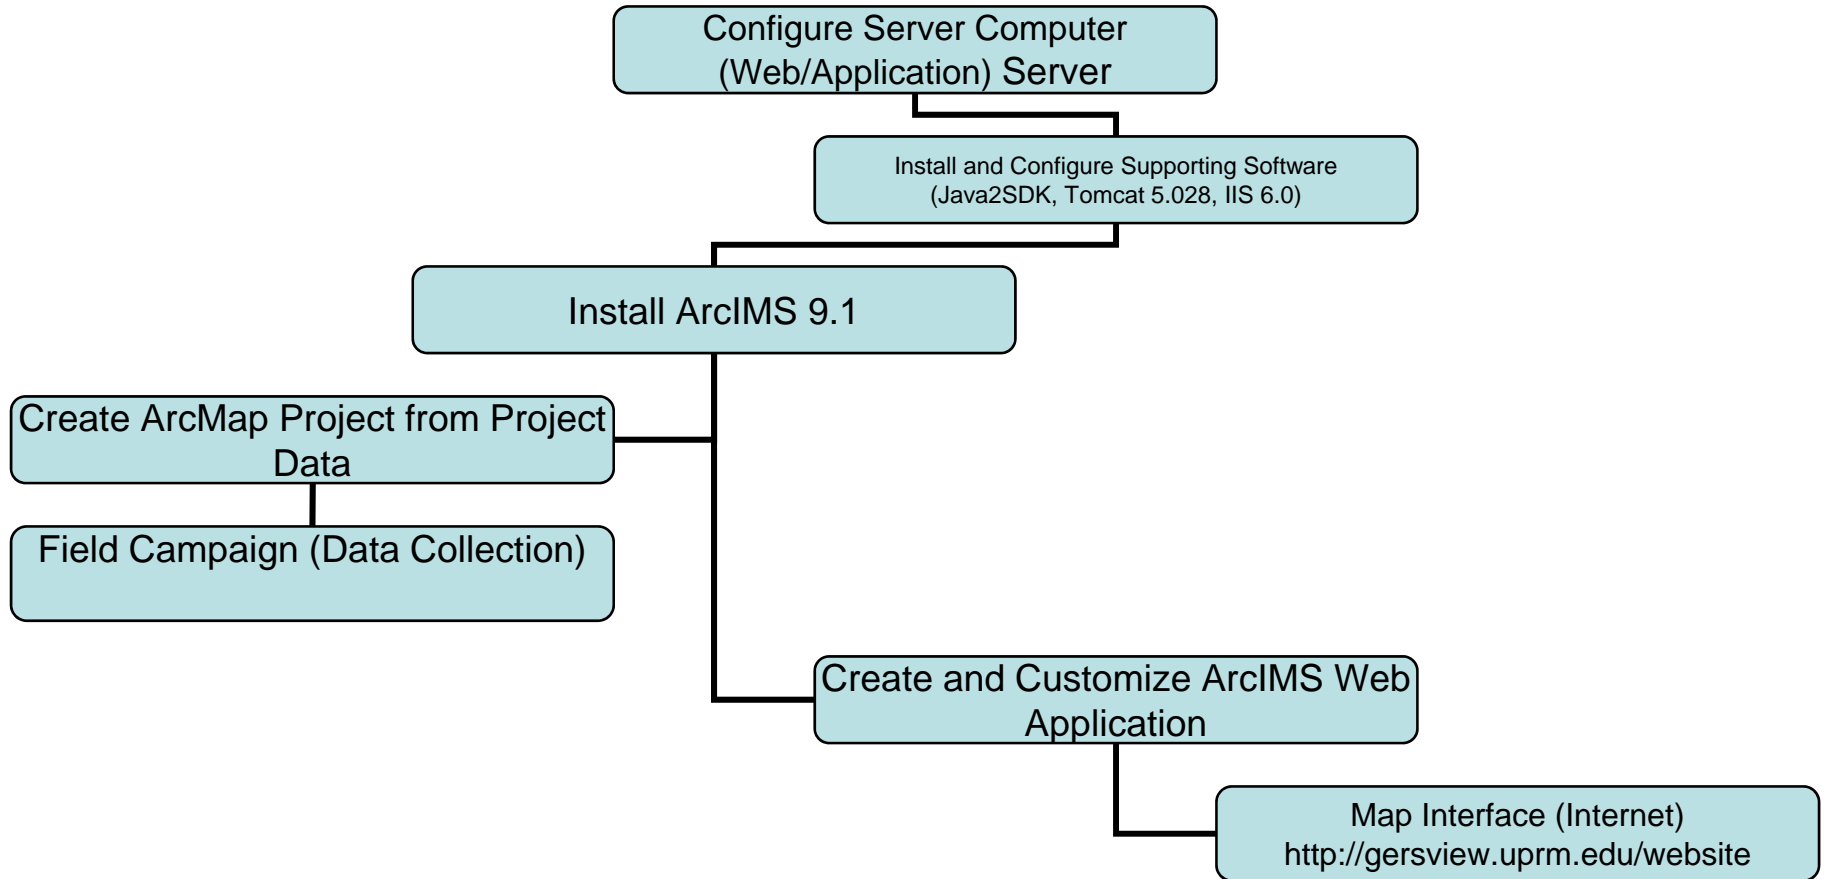 Configure Server Computer
(Web/Application) Server
Install and Configure Supporting Software
(Java2SDK, Tomcat 5.028, IIS 6.0)
Install ArcIMS 9.1
Create ArcMap Project from Project
Data
Field Campaign (Data Collection)
Create and Customize ArcIMS Web
Application
Map Interface (Internet)
http://gersview.uprm.edu/website